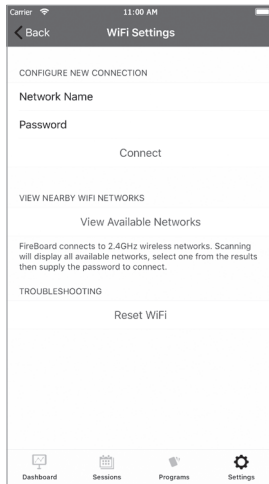 Carrier 11:00 AM
Back WiFi Settings
CONFIGURE NEW CONNECTION
Network Name
Password
Connect
VIEW NEARBY WIFI NETWORKS
View Available Networks
FireBoard connects to 2.4GHz wireless networks. Scanning
will display all available networks, select one from the results
then supply the password to connect.
TROUBLESHOOTING
Reset WiFi
Dashboard Sessions Programs Settings